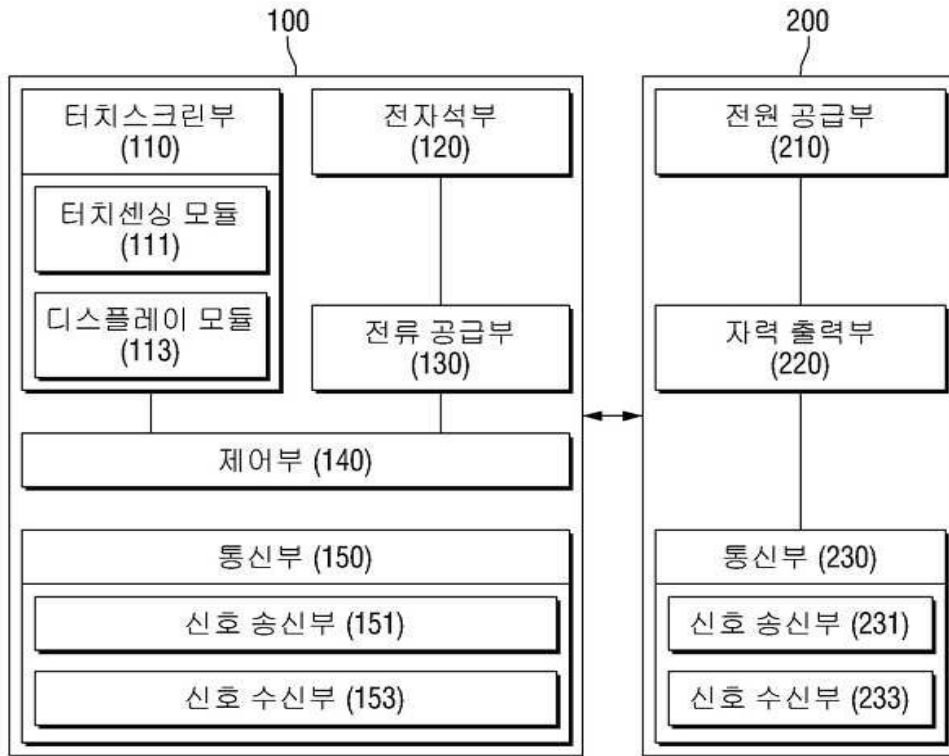 100
터치스크린부
(110)
터치센싱 모듈
(111)
디스플레이 모듈
(113)
전자석부
(120)
전류 공급부
(130)
제어부 (140)
통신부 (150)
신호 송신부 (151)
신호 수신부 (153)
200
전원 공급부
(210)
자력 출력부
(220)
통신부 (230)
신호 송신부 (231)
신호 수신부 (233)